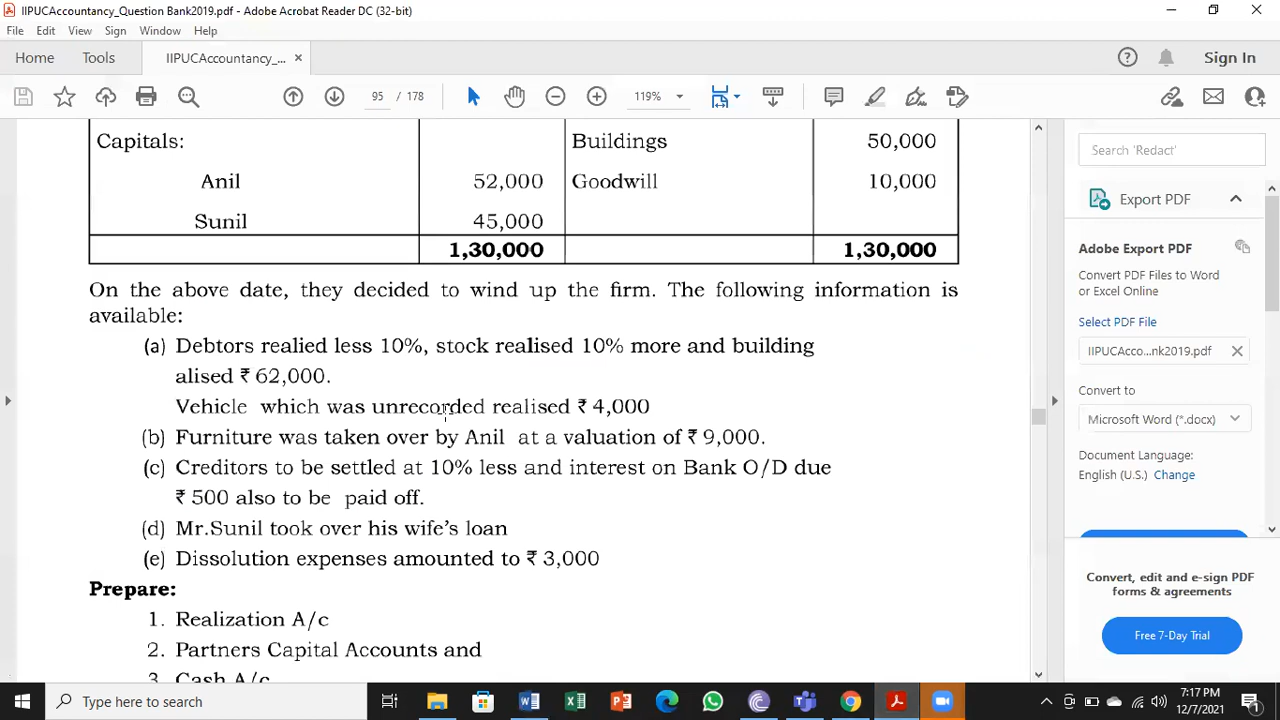 IIPUCAccountancy_Question Bank2019.pdf - Adobe Acrobat Reader DC (32-bit)
File Edit View Sign Window Help
Home Tools IIPUCAccountancy_... × Sign In
95 / 178 119%
Capitals: Buildings 50,000
Anil 52,000 Goodwill 10,000
Sunil 45,000
1,30,000 1,30,000
On the above date, they decided to wind up the firm. The following information is
available:
(a) Debtors realied less 10%, stock realised 10% more and building
alised ₹ 62,000.
Vehicle which was unrecorded realised ₹ 4,000
(b) Furniture was taken over by Anil at a valuation of ₹ 9,000.
(c) Creditors to be settled at 10% less and interest on Bank O/D due
₹ 500 also to be paid off.
(d) Mr.Sunil took over his wife's loan
(e) Dissolution expenses amounted to ₹ 3,000
Prepare:
1. Realization A/c
2. Partners Capital Accounts and
3. Cash A/c
Search 'Redact'
Export PDF
Adobe Export PDF
Convert PDF Files to Word
or Excel Online
Select PDF File
IIPUCAcco...nk2019.pdf
Convert to
Microsoft Word (*.docx)
Document Language:
English (U.S.) Change
Convert, edit and e-sign PDF
forms & agreements
Free 7-Day Trial
Type here to search
7:17 PM
12/7/2021